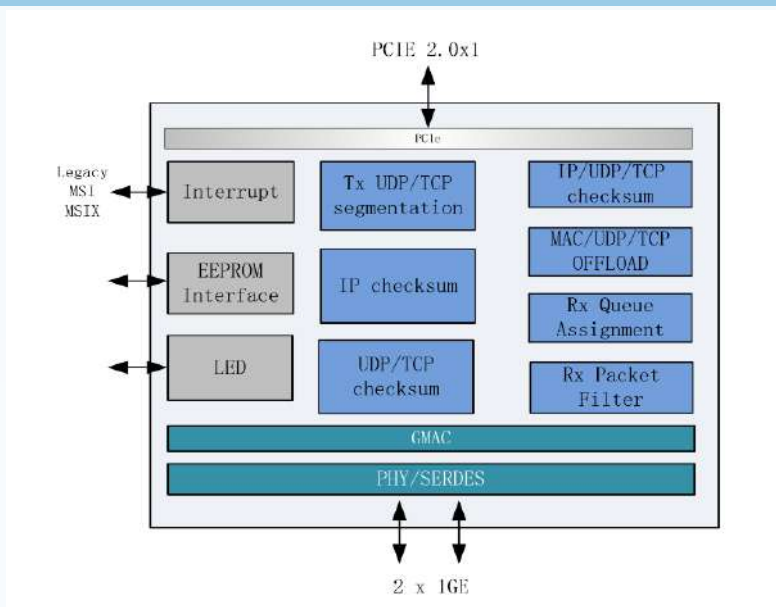 PCIE 2.0x1
PCIe
Legacy
MSI
MSIX
Interrupt
EEPROM
Interface
LED
Tx UDP/TCP
segmentation
IP checksum
UDP/TCP
checksum
IP/UDP/TCP
checksum
MAC/UDP/TCP
OFFLOAD
Rx Queue
Assignment
Rx Packet
Filter
GMAC
PHY/SERDES
2 x 1GE